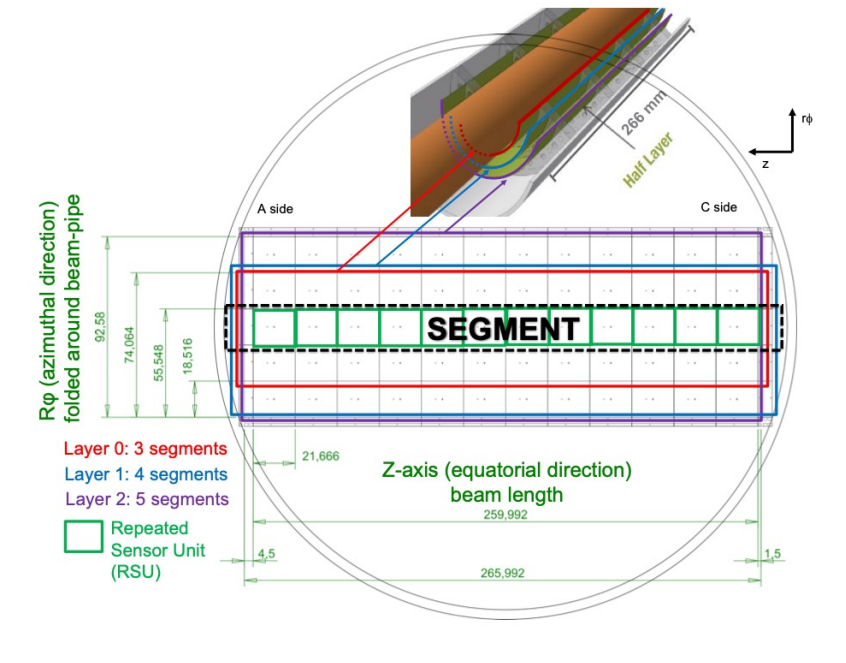 266 mm
Half Layer
rϕ
z
A side
C side
Rφ (azimuthal direction)
folded around beam-pipe
92,58
74,064
55,548
18,516
SEGMENT
Layer 0: 3 segments
Layer 1: 4 segments
Layer 2: 5 segments
Repeated
Sensor Unit
(RSU)
21,666
Z-axis (equatorial direction)
beam length
259,992
4,5
1,5
265,992